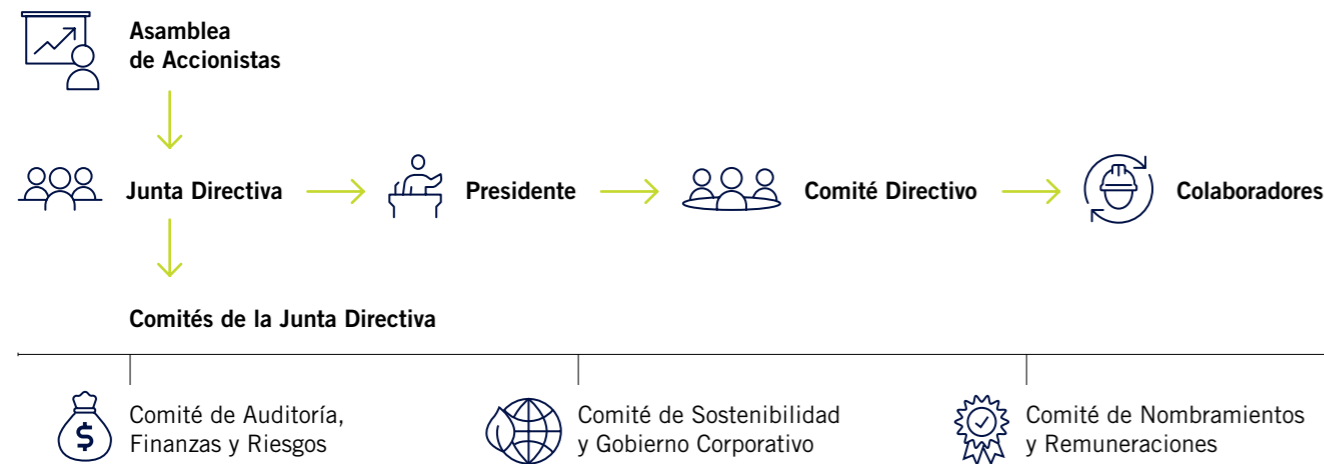 Asamblea
de Accionistas
Junta Directiva
Presidente
Comité Directivo
Colaboradores
Comités de la Junta Directiva
Comité de Auditoría,
Finanzas y Riesgos
Comité de Sostenibilidad
y Gobierno Corporativo
Comité de Nombramientos
y Remuneraciones